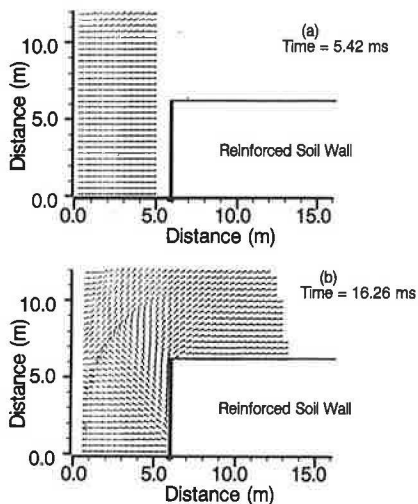 (a)
Time = 5.42 ms
Distance (m)
10.0
5.0
0.0
Reinforced Soil Wall
0.0 5.0 10.0 15.0
Distance (m)
(b)
Time = 16.26 ms
Distance (m)
10.0
5.0
0.0
Reinforced Soil Wall
0.0 5.0 10.0 15.0
Distance (m)